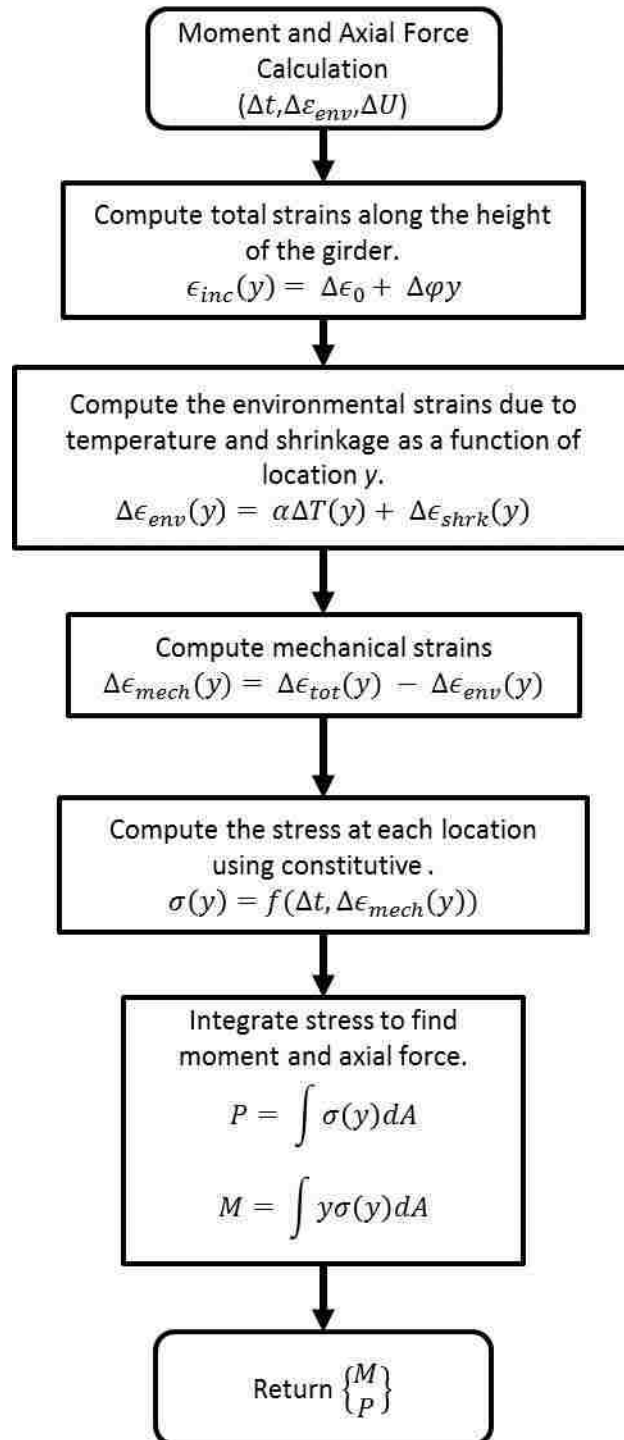 Moment and Axial Force
Calculation
(Δt,Δε_env,ΔU)
Compute total strains along the height
of the girder.
ϵ_inc(y) = Δϵ_0 + Δφy
Compute the environmental strains due to
temperature and shrinkage as a function of
location y.
Δϵ_env(y) = αΔT(y) + Δϵ_shrk(y)
Compute mechanical strains
Δϵ_mech(y) = Δϵ_tot(y) − Δϵ_env(y)
Compute the stress at each location
using constitutive .
σ(y) = f(Δt, Δϵ_mech(y))
Integrate stress to find
moment and axial force.
P = ∫ σ(y)dA
M = ∫ yσ(y)dA
Return {M
P}